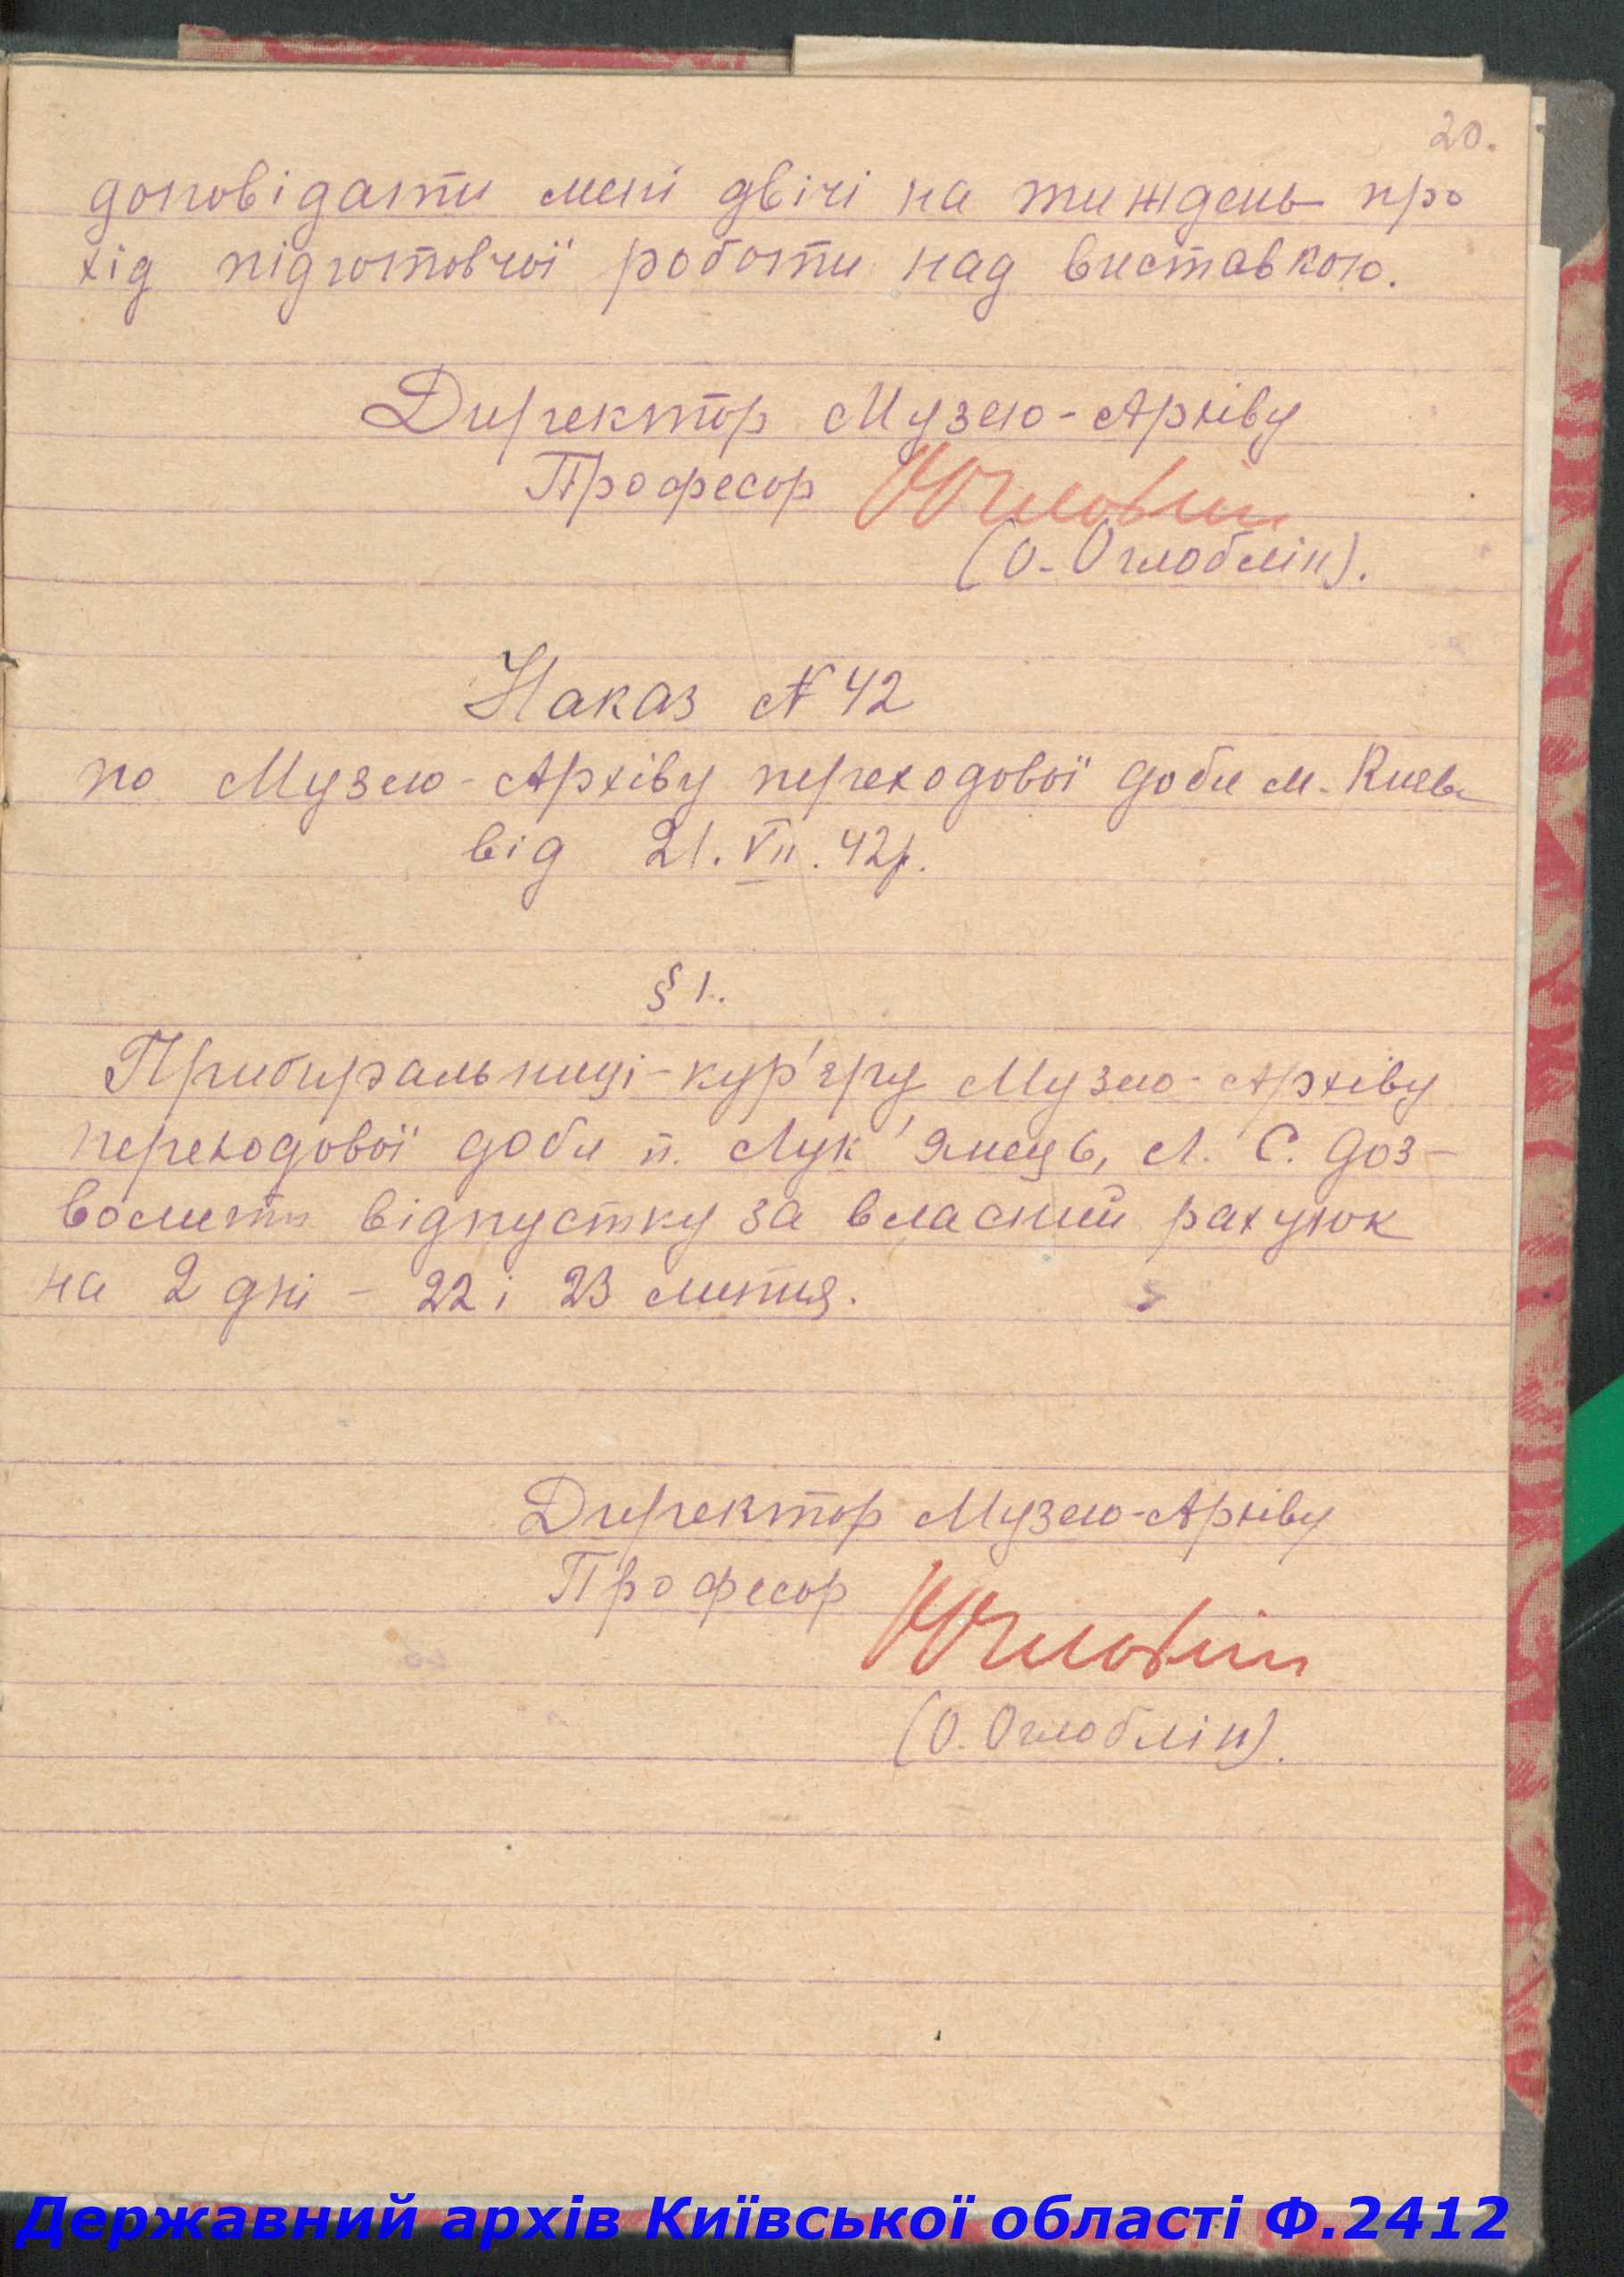 20.
доповідати мені двічі на тиждень про
хід підготовчої роботи над виставкою.
Директор Музею-Архіву
Професор
(О. Оглоблін).
Наказ № 42
по Музею-Архіву переходової доби м. Києва
від 21.VII.42р.
§ 1.
Прибиральниці-кур'єру Музею-Архіву
переходової доби п. Лук'янець, Л. С. доз-
волити відпустку за власний рахунок
на 2 дні - 22 і 23 липня.
Директор Музею-Архіву
Професор
(О. Оглоблін).
Державний архів Київської області Ф.2412